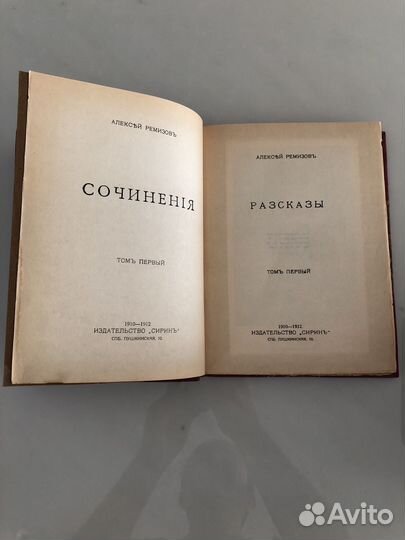 АЛЕКСѢЙ РЕМИЗОВЪ
СОЧИНЕНІЯ
ТОМЪ ПЕРВЫЙ
1910—1912
ИЗДАТЕЛЬСТВО „СИРИНЪ“
СПБ. ПУШКИНСКАЯ, 10.
АЛЕКСѢЙ РЕМИЗОВЪ.
РАЗСКАЗЫ
ТОМЪ ПЕРВЫЙ
1910—1912.
ИЗДАТЕЛЬСТВО „СИРИНЪ“
СПБ. ПУШКИНСКАЯ, 10.
Avito